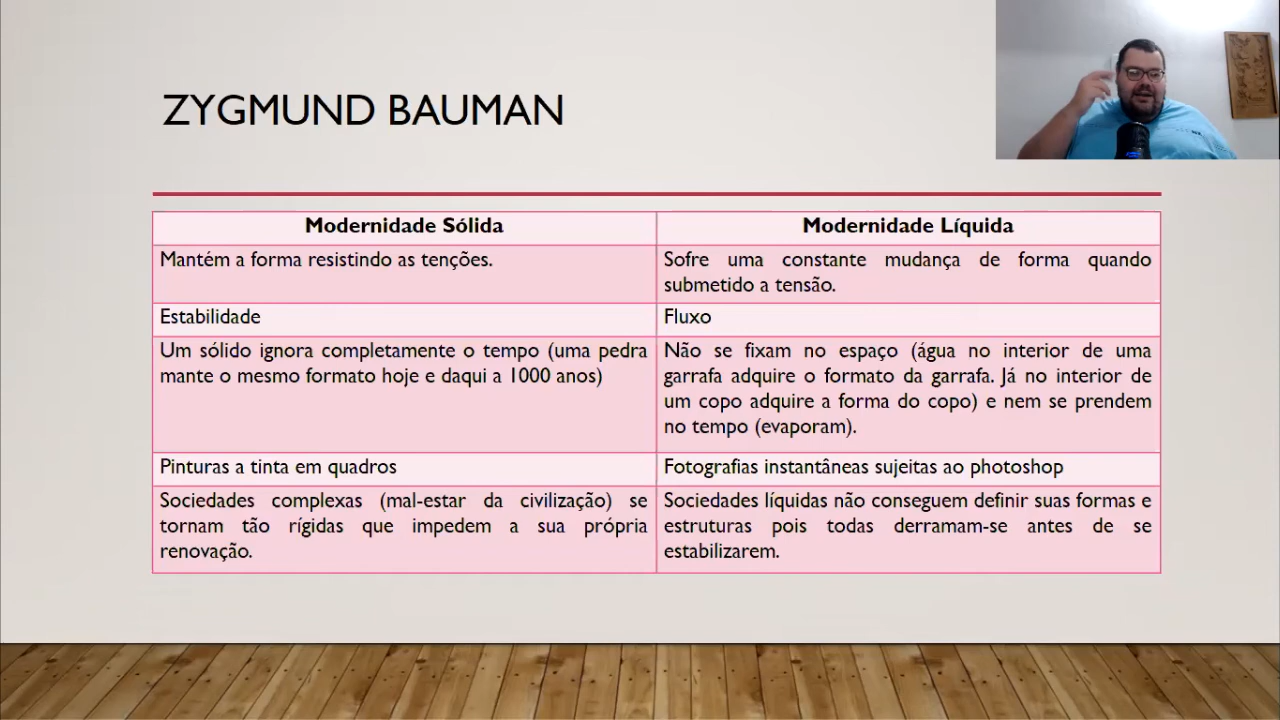 ZYGMUND BAUMAN
Modernidade Sólida
Modernidade Líquida
Mantém a forma resistindo as tenções.
Sofre uma constante mudança de forma quando
submetido a tensão.
Estabilidade
Fluxo
Um sólido ignora completamente o tempo (uma pedra
mante o mesmo formato hoje e daqui a 1000 anos)
Não se fixam no espaço (água no interior de uma
garrafa adquire o formato da garrafa. Já no interior de
um copo adquire a forma do copo) e nem se prendem
no tempo (evaporam).
Pinturas a tinta em quadros
Fotografias instantâneas sujeitas ao photoshop
Sociedades complexas (mal-estar da civilização) se
tornam tão rígidas que impedem a sua própria
renovação.
Sociedades líquidas não conseguem definir suas formas e
estruturas pois todas derramam-se antes de se
estabilizarem.